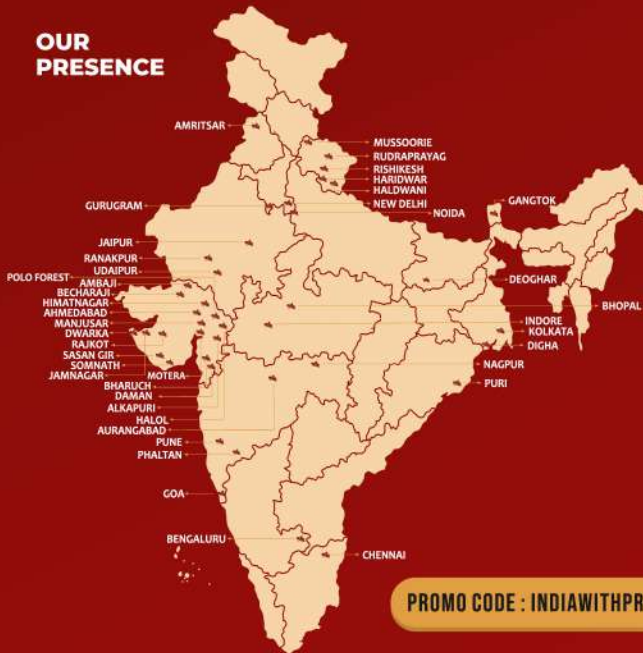 OUR
PRESENCE
AMRITSAR
MUSSOORIE
RUDRAPRAYAG
RISHIKESH
HARIDWAR
HALDWANI
NEW DELHI
NOIDA
GANGTOK
GURUGRAM
JAIPUR
RANAKPUR
UDAIPUR
POLO FOREST
AMBAJI
BECHARAJI
HIMATNAGAR
AHMEDABAD
MANJUSAR
DWARKA
RAJKOT
SASAN GIR
SOMNATH
JAMNAGAR
MOTERA
BHARUCH
DAMAN
ALKAPURI
HALOL
AURANGABAD
PUNE
PHALTAN
GOA
BENGALURU
CHENNAI
DEOGHAR
BHOPAL
INDORE
KOLKATA
DIGHA
NAGPUR
PURI
PROMO CODE : INDIAWITHPR